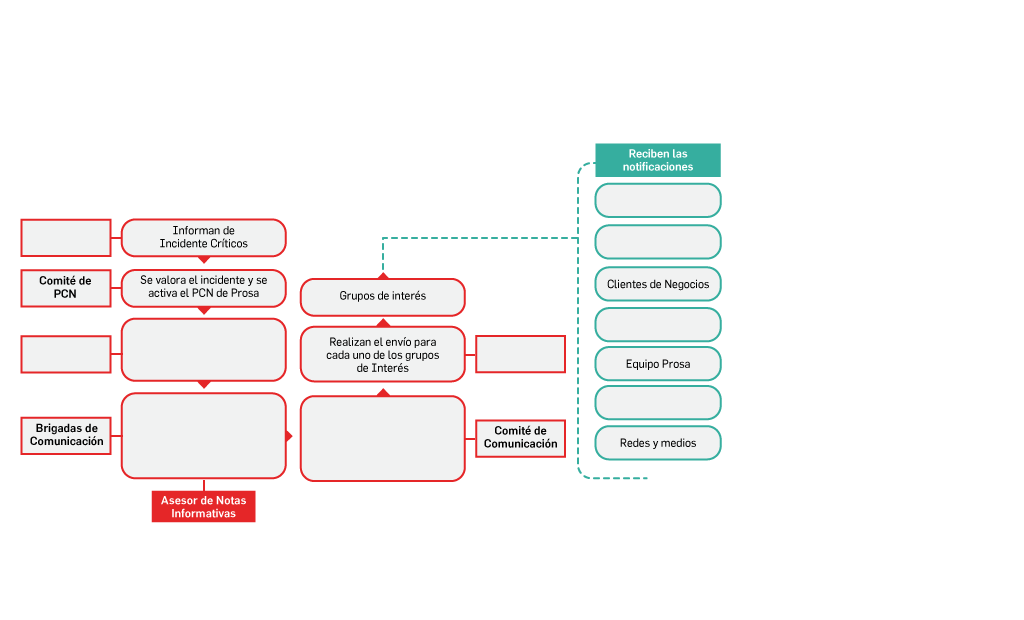 Reciben las
notificaciones
Informan de
Incidente Críticos
Comité de
PCN
Se valora el incidente y se
activa el PCN de Prosa
Brigadas de
Comunicación
Asesor de Notas
Informativas
Grupos de interés
Realizan el envío para
cada uno de los grupos
de Interés
Comité de
Comunicación
Clientes de Negocios
Equipo Prosa
Redes y medios